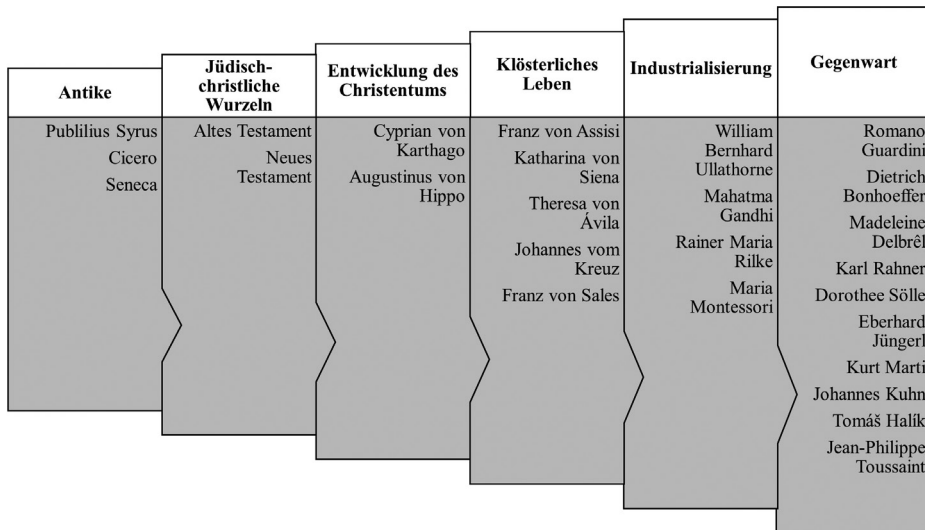 Antike
Publilius Syrus
Cicero
Seneca
Jüdisch-
christliche
Wurzeln
Altes Testament
Neues
Testament
Entwicklung des
Christentums
Cyprian von
Karthago
Augustinus von
Hippo
Klösterliches
Leben
Franz von Assisi
Katharina von
Siena
Theresa von
Ávila
Johannes vom
Kreuz
Franz von Sales
Industrialisierung
William
Bernhard
Ullathorne
Mahatma
Gandhi
Rainer Maria
Rilke
Maria
Montessori
Gegenwart
Romano
Guardini
Dietrich
Bonhoeffer
Madeleine
Delbrêl
Karl Rahner
Dorothee Sölle
Eberhard
Jüngerl
Kurt Marti
Johannes Kuhn
Tomáš Halík
Jean-Philippe
Toussaint